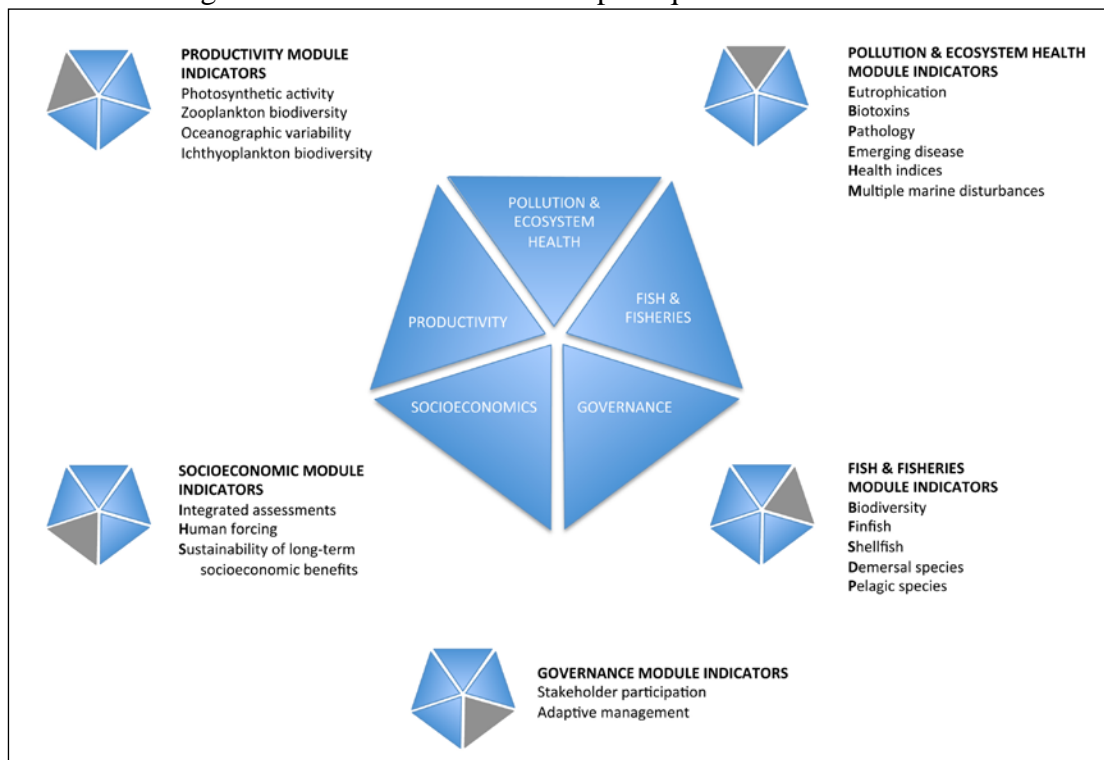 PRODUCTIVITY MODULE
INDICATORS
Photosynthetic activity
Zooplankton biodiversity
Oceanographic variability
Ichthyoplankton biodiversity
POLLUTION & ECOSYSTEM HEALTH
MODULE INDICATORS
Eutrophication
Biotoxins
Pathology
Emerging disease
Health indices
Multiple marine disturbances
POLLUTION &
ECOSYSTEM
HEALTH
PRODUCTIVITY
FISH &
FISHERIES
SOCIOECONOMICS
GOVERNANCE
SOCIOECONOMIC MODULE
INDICATORS
Integrated assessments
Human forcing
Sustainability of long-term
socioeconomic benefits
FISH & FISHERIES
MODULE INDICATORS
Biodiversity
Finfish
Shellfish
Demersal species
Pelagic species
GOVERNANCE MODULE INDICATORS
Stakeholder participation
Adaptive management